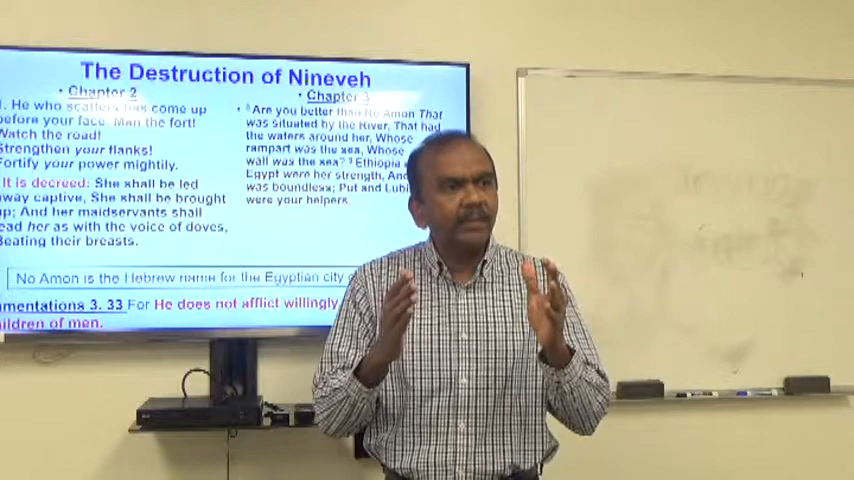 The Destruction of Nineveh
• Chapter 2
1. He who scatters has come up
before your face. Man the fort!
Watch the road!
Strengthen your flanks!
Fortify your power mightily.
It is decreed: She shall be led
away captive, She shall be brought
up; And her maidservants shall
lead her as with the voice of doves,
Beating their breasts.
• Chapter 3
• 8 Are you better than No Amon That
was situated by the River, That had
the waters around her, Whose
rampart was the sea, Whose
wall was the sea? 9 Ethiopia
Egypt were her strength, And
was boundless; Put and Lubi
were your helpers.
No Amon is the Hebrew name for the Egyptian city
mentations 3. 33 For He does not afflict willingly
children of men.